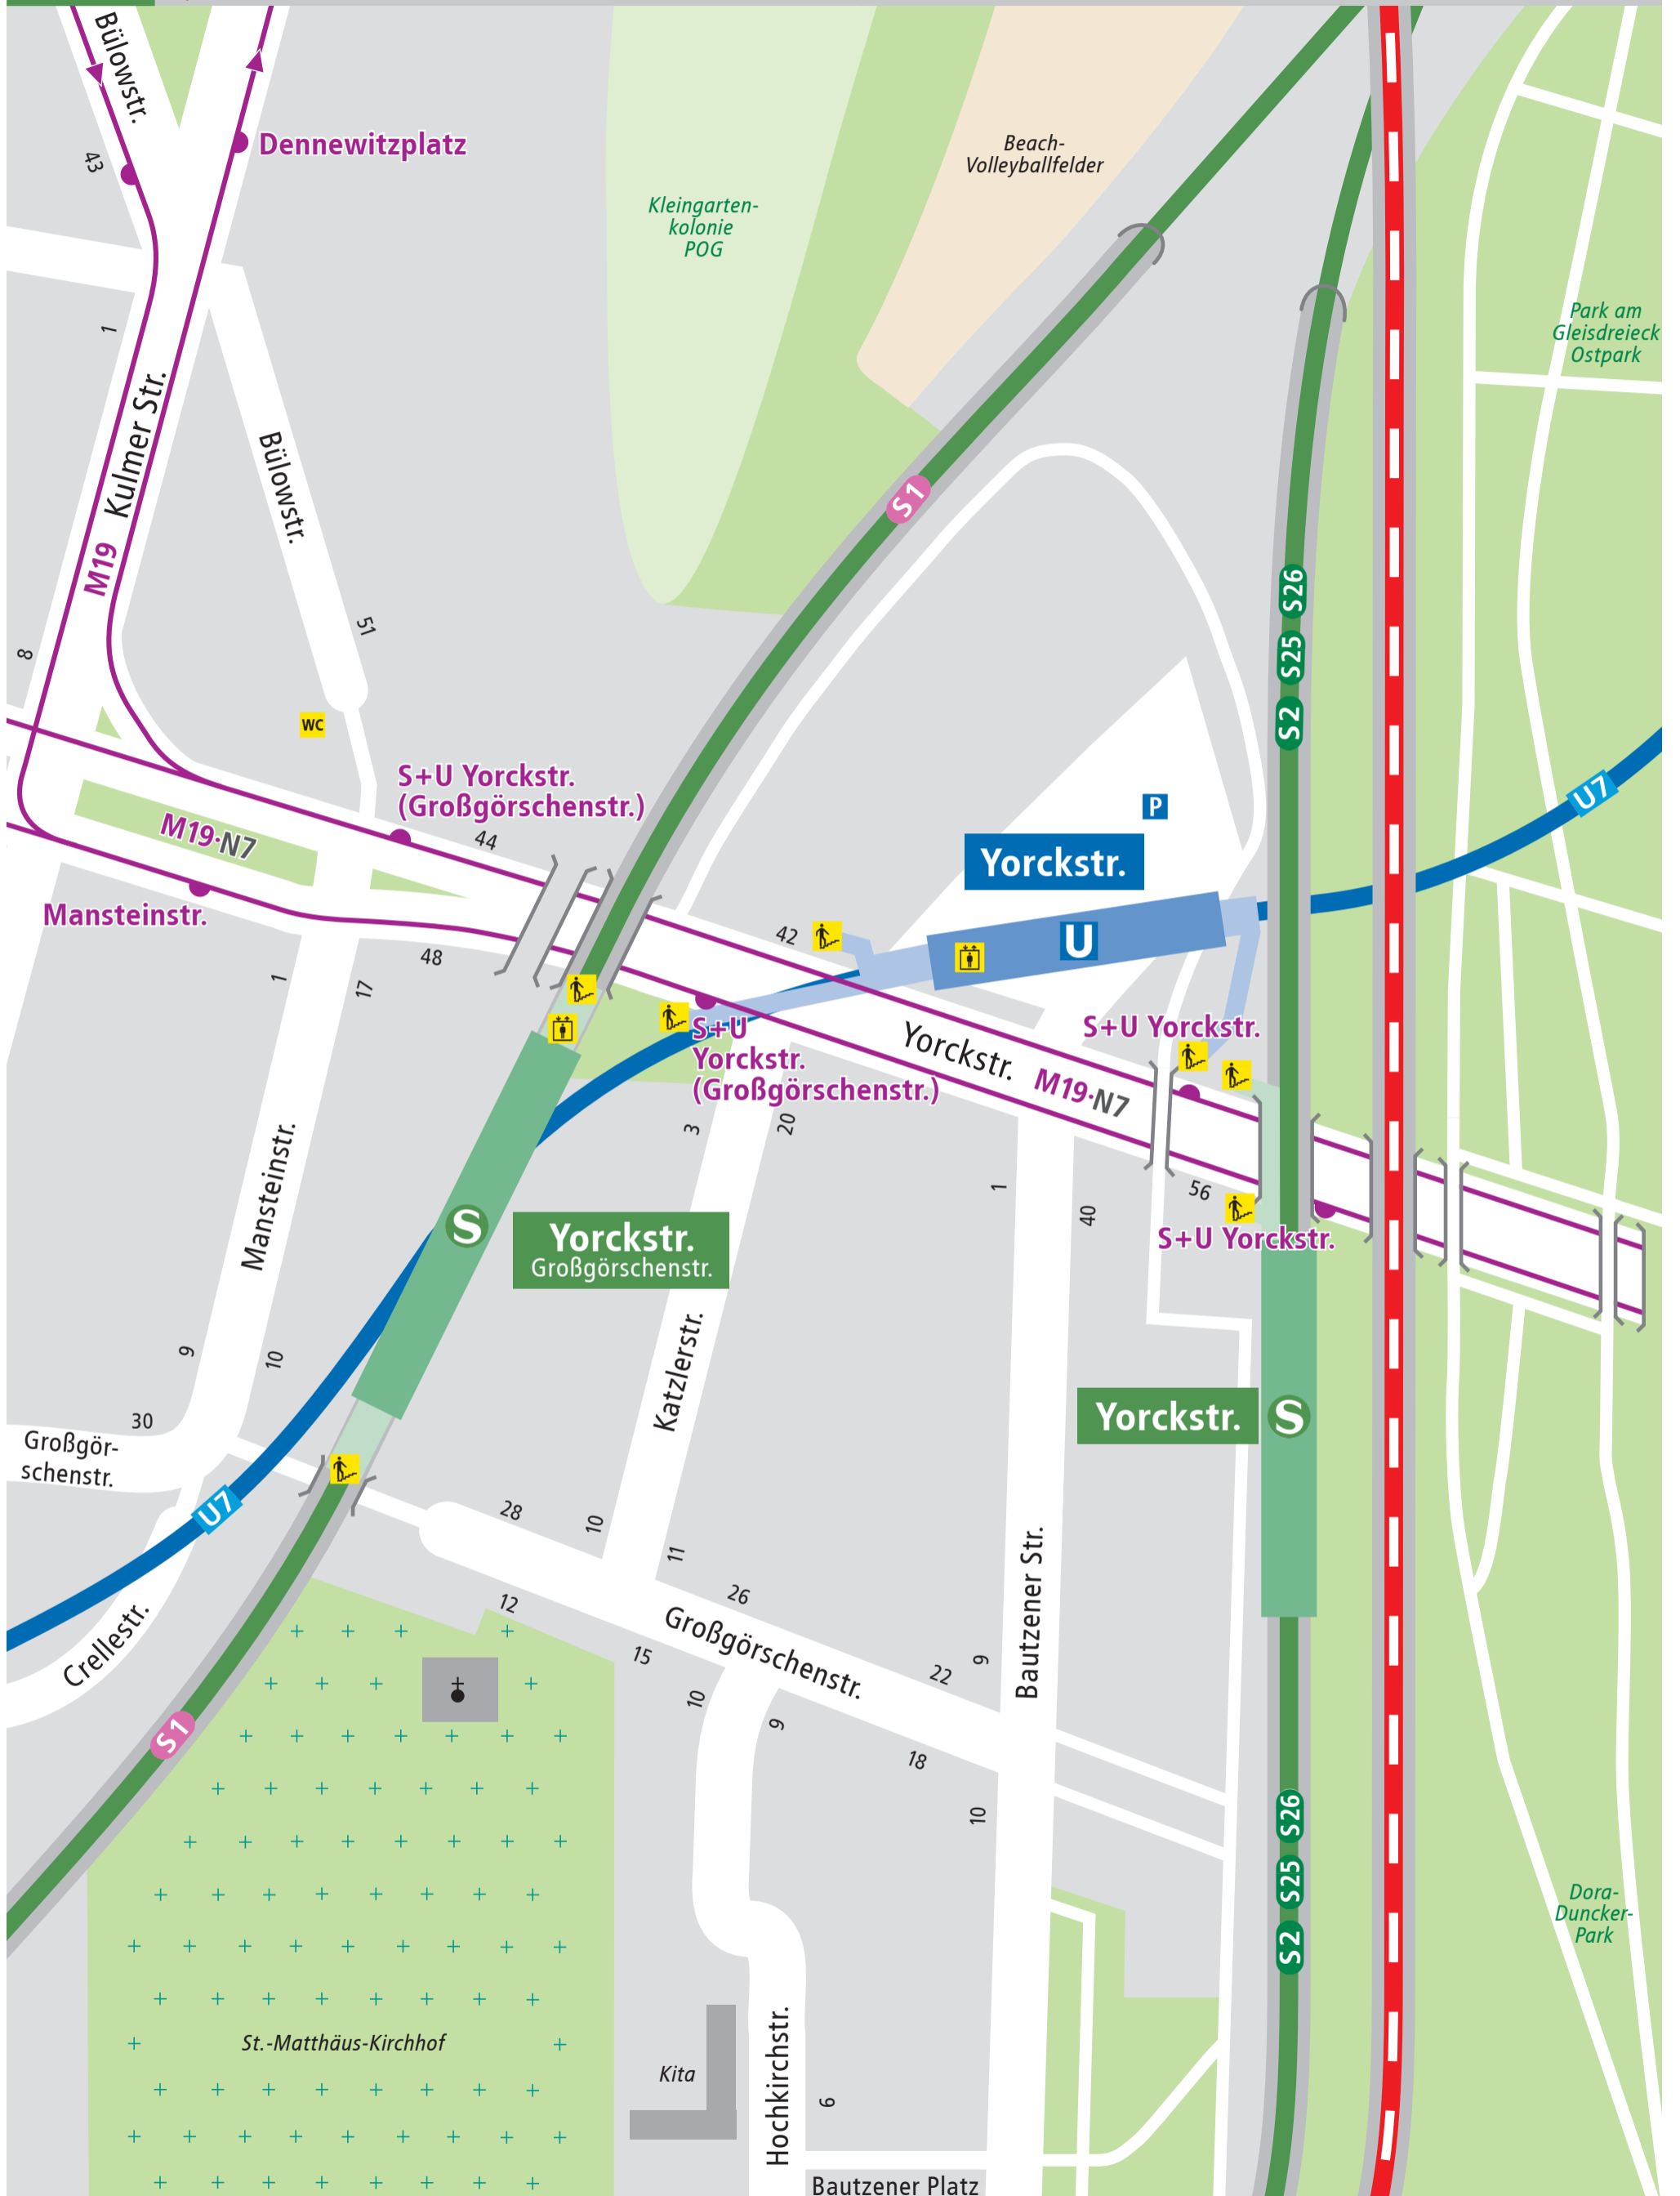 Bülowstr.
Dennewitzplatz
43
Beach-
Volleyballfelder
Kleingarten-
kolonie
POG
1
Park am
Gleisdreieck
Ostpark
M19 Kulmer Str.
Bülowstr.
S1
S26
S25
S2
51
8
WC
S+U Yorckstr.
(Großgörschenstr.)
44
M19·N7
P
U7
Yorckstr.
Mansteinstr.
U
42
48
1
17
S+U
Yorckstr.
(Großgörschenstr.)
Yorckstr.
M19·N7
S+U Yorckstr.
3
20
1
40
56
S+U Yorckstr.
Mansteinstr.
S
Yorckstr.
Großgörschenstr.
9
10
Katzlerstr.
Yorckstr.
S
30
Großgör-
schenstr.
U7
28
10
11
12
26
Bautzener Str.
Großgörschenstr.
15
22
9
Crellestr.
10
9
18
10
S1
S26
S25
S2
Dora-
Duncker-
Park
St.-Matthäus-Kirchhof
Kita
Hochkirchstr.
6
Bautzener Platz